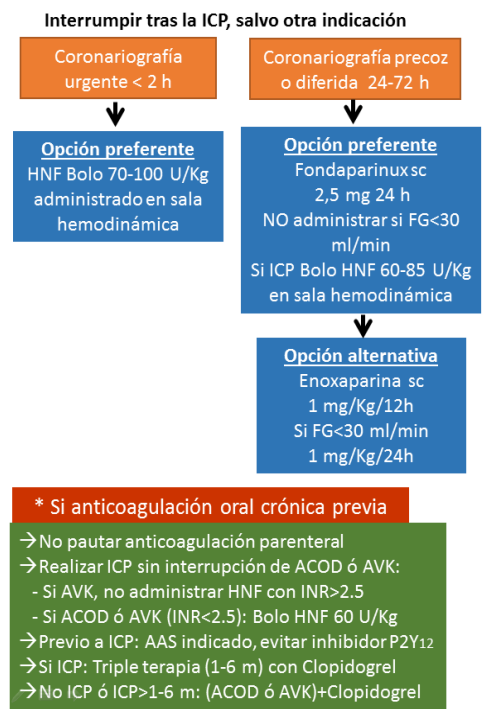 Interrumpir tras la ICP, salvo otra indicación
Coronariografía
urgente < 2 h
Coronariografía precoz
o diferida 24-72 h
Opción preferente
HNF Bolo 70-100 U/Kg
administrado en sala
hemodinámica
Opción preferente
Fondaparinux sc
2,5 mg 24 h
NO administrar si FG<30
ml/min
Si ICP Bolo HNF 60-85 U/Kg
en sala hemodinámica
Opción alternativa
Enoxaparina sc
1 mg/Kg/12h
Si FG<30 ml/min
1 mg/Kg/24h
* Si anticoagulación oral crónica previa
→No pautar anticoagulación parenteral
→Realizar ICP sin interrupción de ACOD ó AVK:
- Si AVK, no administrar HNF con INR>2.5
- Si ACOD ó AVK (INR<2.5): Bolo HNF 60 U/Kg
→Previo a ICP: AAS indicado, evitar inhibidor P2Y12
→Si ICP: Triple terapia (1-6 m) con Clopidogrel
→No ICP ó ICP>1-6 m: (ACOD ó AVK)+Clopidogrel